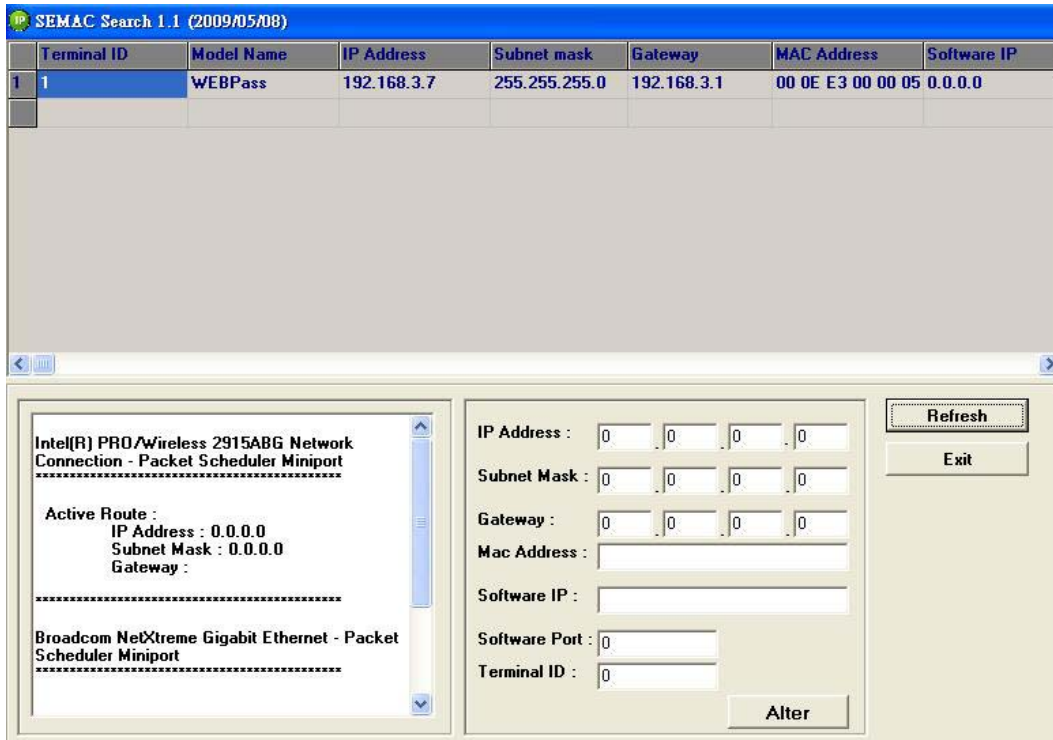 IP SEMAC Search 1.1 (2009/05/08)
Terminal ID Model Name IP Address Subnet mask Gateway MAC Address Software IP
1 1 WEBPass 192.168.3.7 255.255.255.0 192.168.3.1 00 0E E3 00 00 05 0.0.0.0
Intel(R) PRO/Wireless 2915ABG Network
Connection - Packet Scheduler Miniport
*******************************************
Active Route :
IP Address : 0.0.0.0
Subnet Mask : 0.0.0.0
Gateway :
*******************************************
Broadcom NetXtreme Gigabit Ethernet - Packet
Scheduler Miniport
*******************************************
IP Address : 0 . 0 . 0 . 0
Subnet Mask : 0 . 0 . 0 . 0
Gateway : 0 . 0 . 0 . 0
Mac Address :
Software IP :
Software Port : 0
Terminal ID : 0
Alter
Refresh
Exit